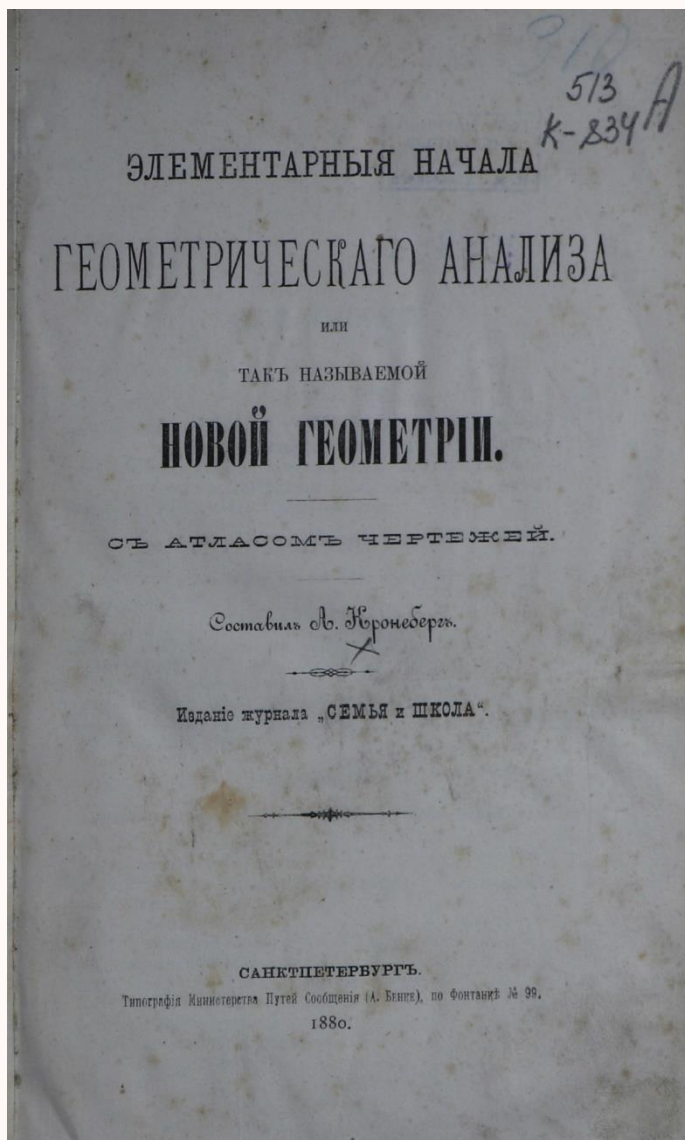 513
К-834 А
ЭЛЕМЕНТАРНЫЯ НАЧАЛА
ГЕОМЕТРИЧЕСКАГО АНАЛИЗА
ИЛИ
ТАКЪ НАЗЫВАЕМОЙ
НОВОЙ ГЕОМЕТРІИ.
СЪ АТЛАСОМЪ ЧЕРТЕЖЕЙ.
Составилъ А. Кронебергъ.
Изданіе журнала „СЕМЬЯ и ШКОЛА“.
САНКТПЕТЕРБУРГЪ.
Типографія Министерства Путей Сообщенія (А. Бенке), по Фонтанкѣ № 99.
1880.